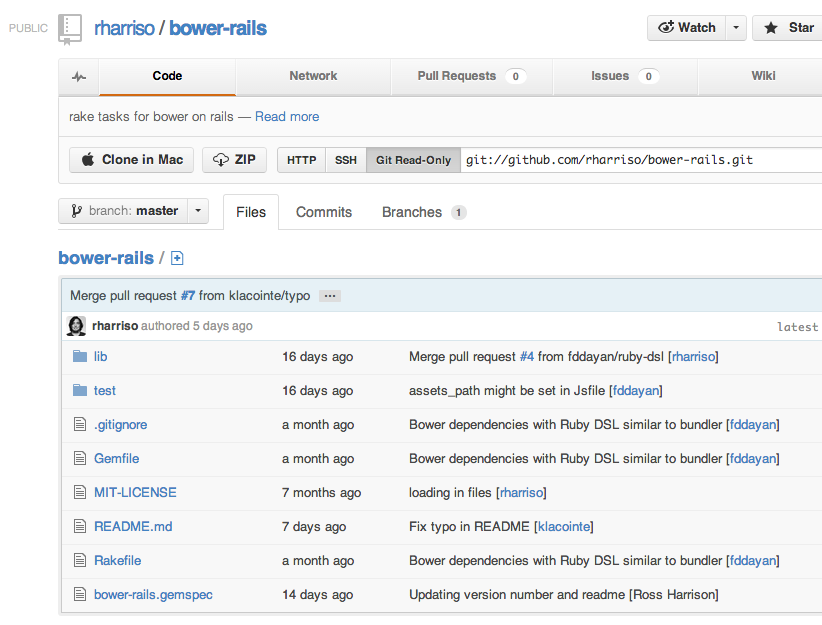 PUBLIC rharriso / bower-rails Watch Star
Code Network Pull Requests 0 Issues 0 Wiki
rake tasks for bower on rails — Read more
Clone in Mac ZIP HTTP SSH Git Read-Only git://github.com/rharriso/bower-rails.git
branch: master Files Commits Branches 1
bower-rails /
Merge pull request #7 from klacointe/typo ...
rharriso authored 5 days ago latest
lib 16 days ago Merge pull request #4 from fddayan/ruby-dsl [rharriso]
test 16 days ago assets_path might be set in Jsfile [fddayan]
.gitignore a month ago Bower dependencies with Ruby DSL similar to bundler [fddayan]
Gemfile a month ago Bower dependencies with Ruby DSL similar to bundler [fddayan]
MIT-LICENSE 7 months ago loading in files [rharriso]
README.md 7 days ago Fix typo in README [klacointe]
Rakefile a month ago Bower dependencies with Ruby DSL similar to bundler [fddayan]
bower-rails.gemspec 14 days ago Updating version number and readme [Ross Harrison]